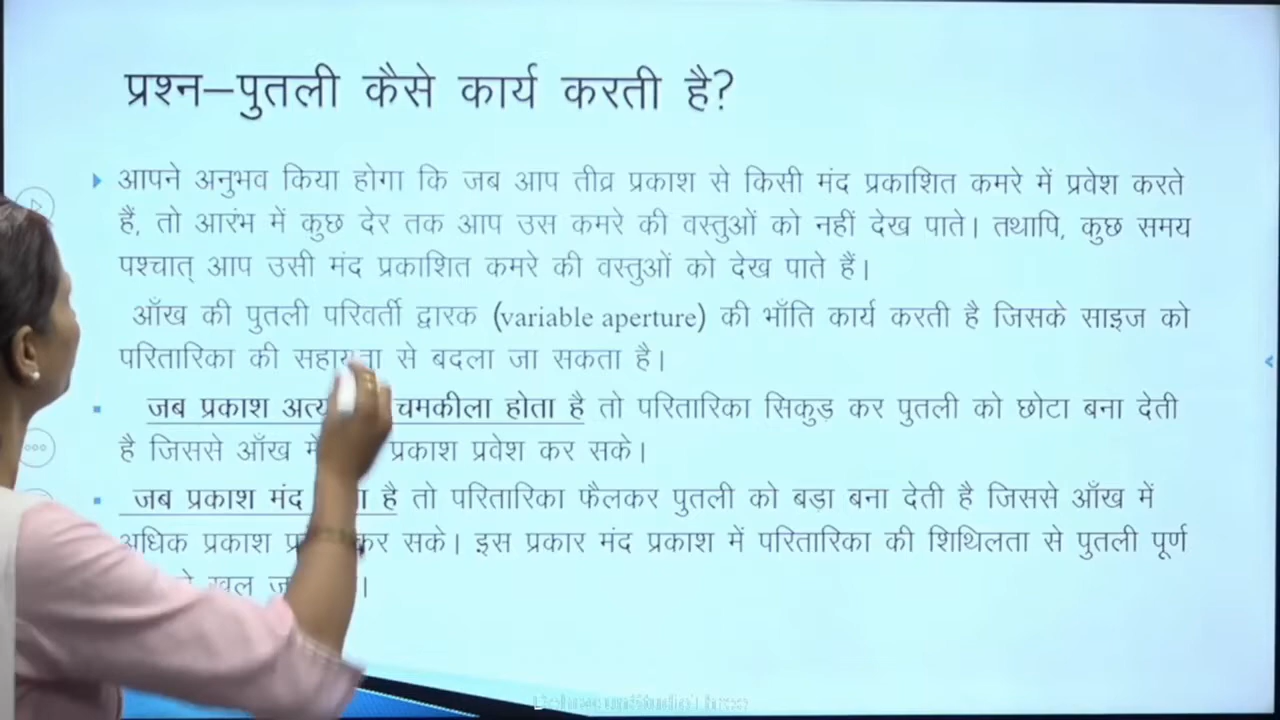 प्रश्न–पुतली कैसे कार्य करती है?
आपने अनुभव किया होगा कि जब आप तीव्र प्रकाश से किसी मंद प्रकाशित कमरे में प्रवेश करते
हैं, तो आरंभ में कुछ देर तक आप उस कमरे की वस्तुओं को नहीं देख पाते। तथापि, कुछ समय
पश्चात् आप उसी मंद प्रकाशित कमरे की वस्तुओं को देख पाते हैं।
आँख की पुतली परिवर्ती द्वारक (variable aperture) की भाँति कार्य करती है जिसके साइज को
परितारिका की सहायता से बदला जा सकता है।
जब प्रकाश चमकीला होता है तो परितारिका सिकुड़ कर पुतली को छोटा बना देती
है जिससे आँख प्रकाश प्रवेश कर सके।
जब प्रकाश मंद है तो परितारिका फैलकर पुतली को बड़ा बना देती है जिससे आँख में
अधिक प्रकाश कर सके। इस प्रकार मंद प्रकाश में परितारिका की शिथिलता से पुतली पूर्ण